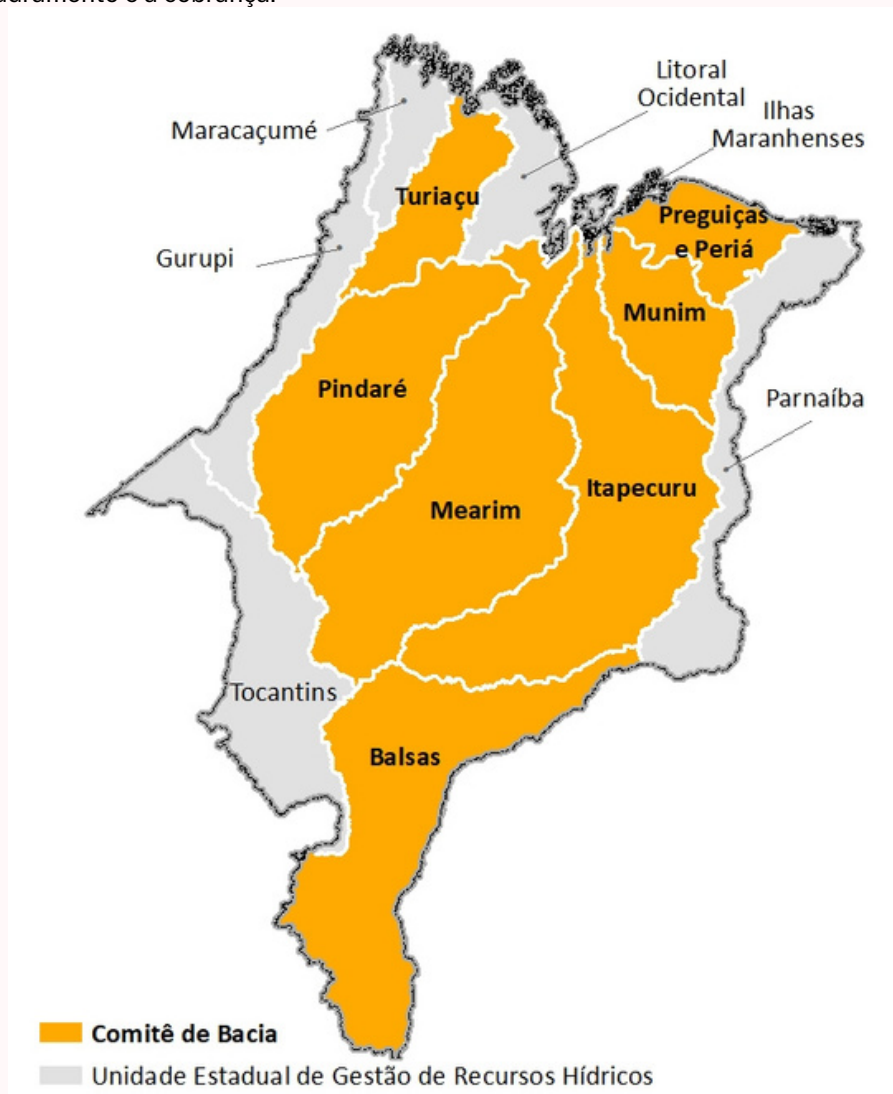 e a cobrança.
Litoral
Ocidental
Ilhas
Maranhenses
Maracaçumé
Turiaçu
Preguiças
e Periá
Gurupi
Munim
Pindaré
Parnaíba
Itapecuru
Mearim
Tocantins
Balsas
Comitê de Bacia
Unidade Estadual de Gestão de Recursos Hídricos